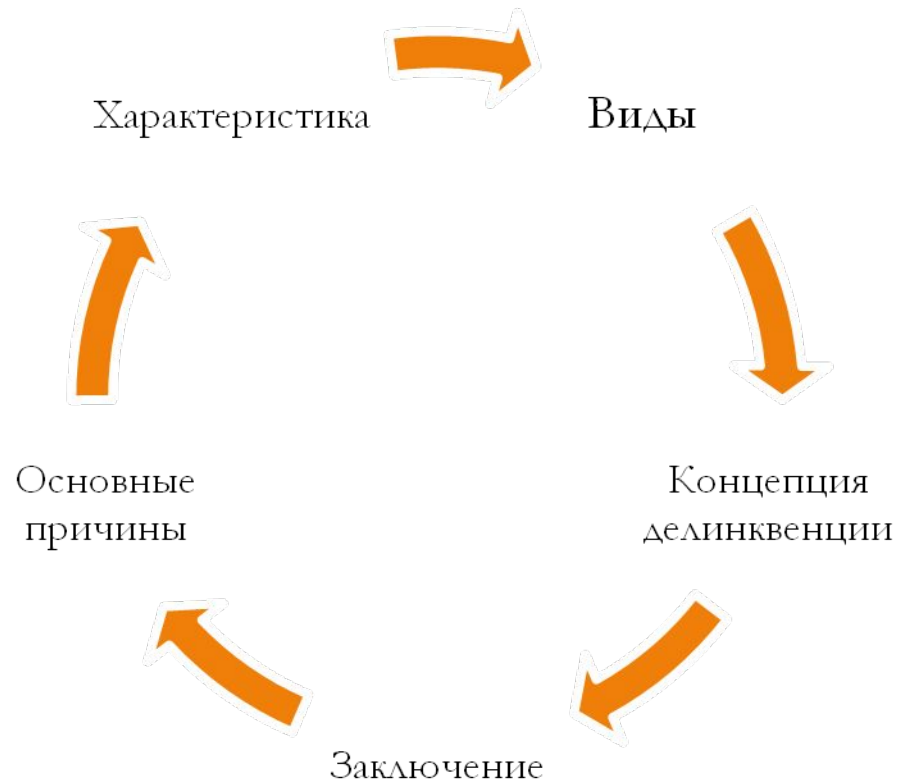 Характеристика
Виды
Основные
причины
Концепция
делинквенции
Заключение